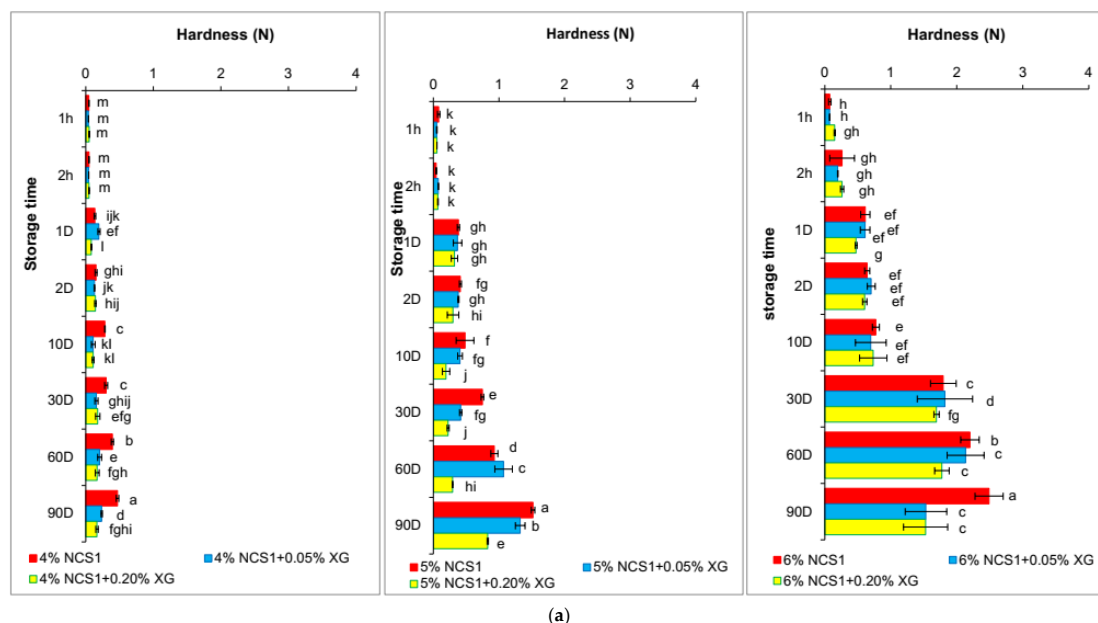 Hardness (N)
0 1 2 3 4
Storage time
1h
m
m
m
2h
m
m
m
1D
ijk
ef
l
2D
ghi
jk
hij
10D
c
kl
kl
30D
c
ghij
efg
60D
b
e
fgh
90D
a
d
fghi
4% NCS1
4% NCS1+0.05% XG
4% NCS1+0.20% XG
Hardness (N)
0 1 2 3 4
Storage time
1h
k
k
k
2h
k
k
k
1D
gh
gh
gh
2D
fg
gh
hi
10D
f
fg
j
30D
e
fg
j
60D
d
c
hi
90D
a
b
e
5% NCS1
5% NCS1+0.05% XG
5% NCS1+0.20% XG
Hardness (N)
0 1 2 3 4
storage time
1h
h
h
gh
2h
gh
gh
gh
1D
ef
ef
ef
g
2D
ef
ef
ef
10D
e
ef
ef
30D
c
d
fg
60D
b
c
c
90D
a
c
c
6% NCS1
6% NCS1+0.05% XG
6% NCS1+0.20% XG
(a)